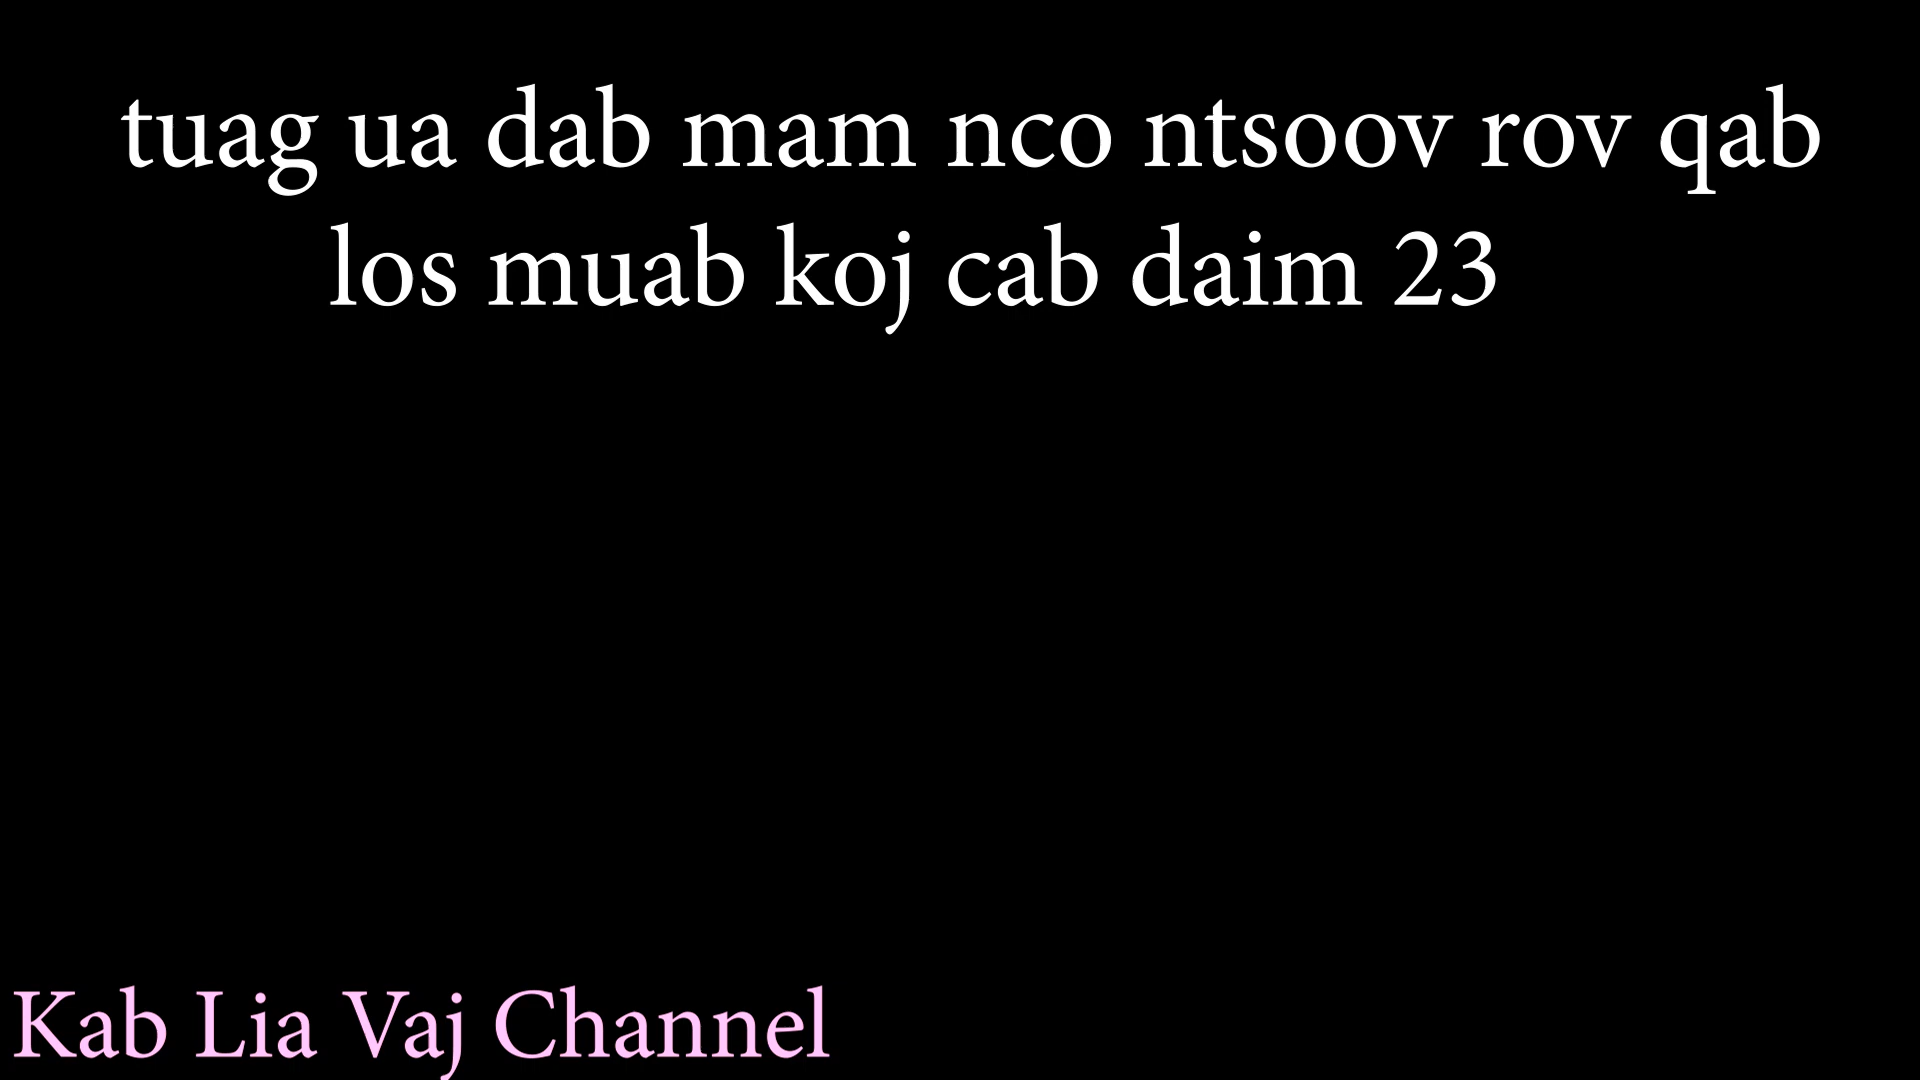 tuag ua dab mam nco ntsoov rov qab
los muab koj cab daim 23
Kab Lia Vaj Channel